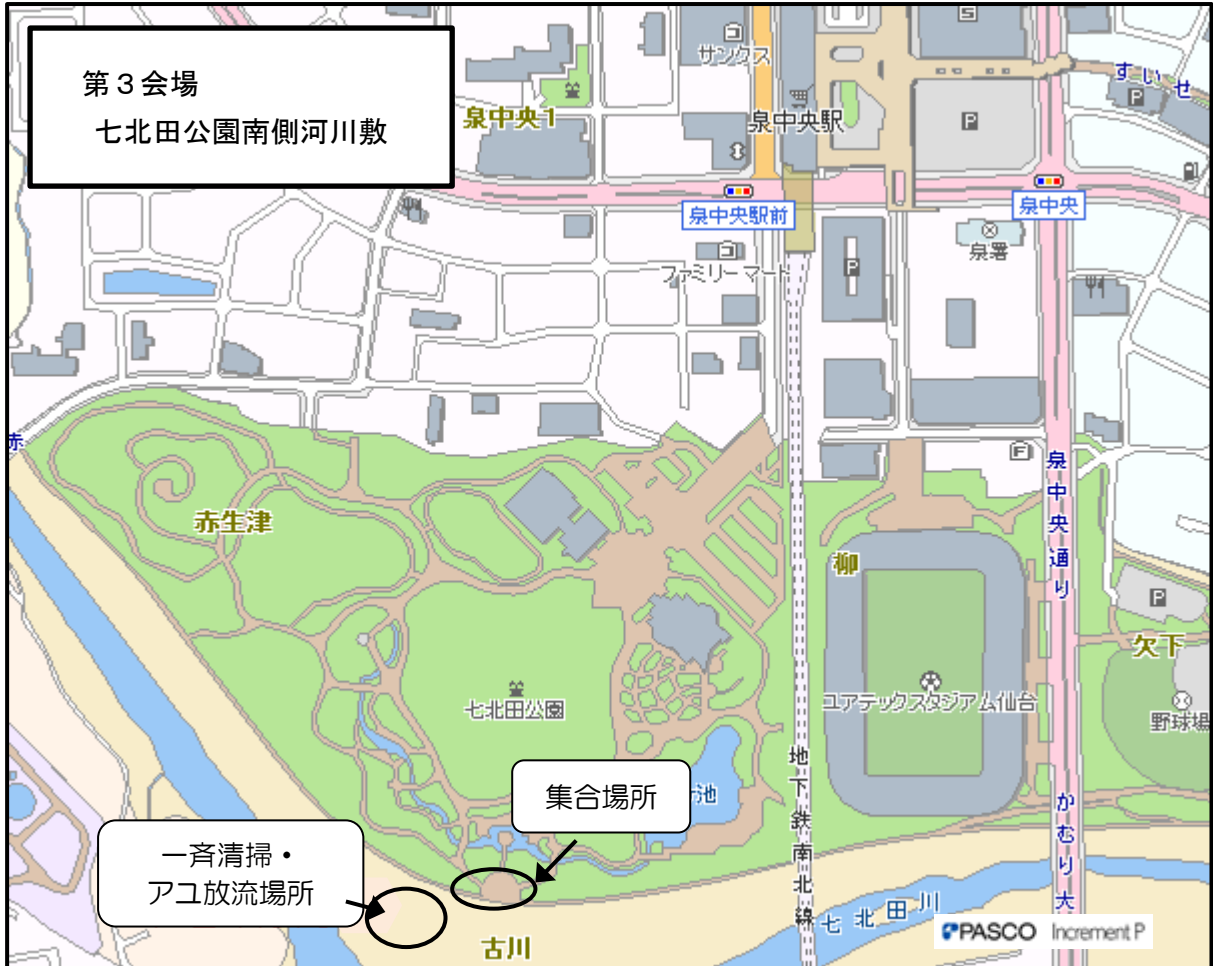 第３会場
七北田公園南側河川敷
サンクス
泉中央1
泉中央駅
すいせ
P
P
S
泉中央駅前
泉中央
泉署
ファミリーマート
P
F
赤
赤生津
泉中央通り
柳
P
欠下
七北田公園
ユアテックスタジアム仙台
野球場
集合場所
池
地下鉄南北線
かむり大
一斉清掃・
アユ放流場所
古川
七北田川
PASCO Increment P